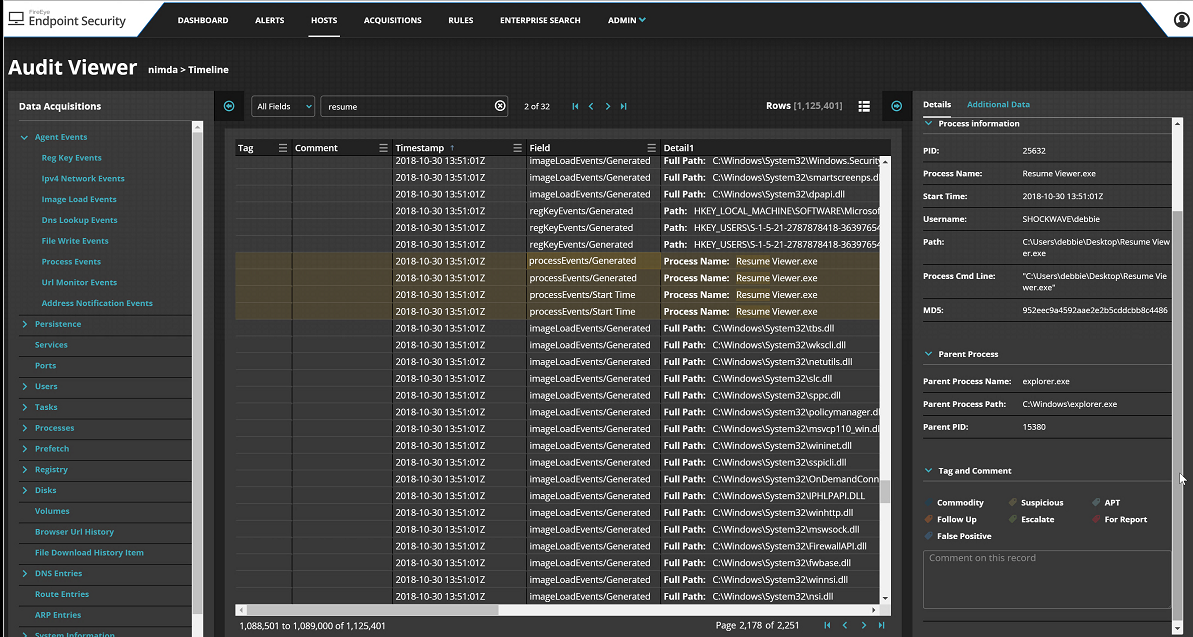 FireEye
Endpoint Security
DASHBOARD ALERTS HOSTS ACQUISITIONS RULES ENTERPRISE SEARCH ADMIN
Audit Viewer nimda > Timeline
Data Acquisitions
Agent Events
Reg Key Events
Ipv4 Network Events
Image Load Events
Dns Lookup Events
File Write Events
Process Events
Url Monitor Events
Address Notification Events
Persistence
Services
Ports
Users
Tasks
Processes
Prefetch
Registry
Disks
Volumes
Browser Url History
File Download History Item
DNS Entries
Route Entries
ARP Entries
System Information
All Fields resume 2 of 32 Rows [1,125,401]
Tag Comment Timestamp ↑ Field Detail1
2018-10-30 13:51:01Z imageLoadEvents/Generated Full Path: C:\Windows\System32\Windows.Security
2018-10-30 13:51:01Z imageLoadEvents/Generated Full Path: C:\Windows\System32\smartscreenps.d
2018-10-30 13:51:01Z imageLoadEvents/Generated Full Path: C:\Windows\System32\dpapi.dll
2018-10-30 13:51:01Z regKeyEvents/Generated Path: HKEY_LOCAL_MACHINE\SOFTWARE\Microsof
2018-10-30 13:51:01Z regKeyEvents/Generated Path: HKEY_USERS\S-1-5-21-2787878418-36397654
2018-10-30 13:51:01Z regKeyEvents/Generated Path: HKEY_USERS\S-1-5-21-2787878418-36397654
2018-10-30 13:51:01Z processEvents/Generated Process Name: Resume Viewer.exe
2018-10-30 13:51:01Z processEvents/Generated Process Name: Resume Viewer.exe
2018-10-30 13:51:01Z processEvents/Start Time Process Name: Resume Viewer.exe
2018-10-30 13:51:01Z processEvents/Start Time Process Name: Resume Viewer.exe
2018-10-30 13:51:01Z imageLoadEvents/Generated Full Path: C:\Windows\System32\tbs.dll
2018-10-30 13:51:01Z imageLoadEvents/Generated Full Path: C:\Windows\System32\wkscli.dll
2018-10-30 13:51:01Z imageLoadEvents/Generated Full Path: C:\Windows\System32\netutils.dll
2018-10-30 13:51:01Z imageLoadEvents/Generated Full Path: C:\Windows\System32\slc.dll
2018-10-30 13:51:01Z imageLoadEvents/Generated Full Path: C:\Windows\System32\sppc.dll
2018-10-30 13:51:01Z imageLoadEvents/Generated Full Path: C:\Windows\System32\policymanager.dl
2018-10-30 13:51:01Z imageLoadEvents/Generated Full Path: C:\Windows\System32\msvcp110_win.dl
2018-10-30 13:51:01Z imageLoadEvents/Generated Full Path: C:\Windows\System32\wininet.dll
2018-10-30 13:51:01Z imageLoadEvents/Generated Full Path: C:\Windows\System32\sspicli.dll
2018-10-30 13:51:01Z imageLoadEvents/Generated Full Path: C:\Windows\System32\OnDemandConn
2018-10-30 13:51:01Z imageLoadEvents/Generated Full Path: C:\Windows\System32\IPHLPAPI.DLL
2018-10-30 13:51:01Z imageLoadEvents/Generated Full Path: C:\Windows\System32\winhttp.dll
2018-10-30 13:51:01Z imageLoadEvents/Generated Full Path: C:\Windows\System32\mswsock.dll
2018-10-30 13:51:01Z imageLoadEvents/Generated Full Path: C:\Windows\System32\FirewallAPI.dll
2018-10-30 13:51:01Z imageLoadEvents/Generated Full Path: C:\Windows\System32\fwbase.dll
2018-10-30 13:51:01Z imageLoadEvents/Generated Full Path: C:\Windows\System32\winnsi.dll
2018-10-30 13:51:01Z imageLoadEvents/Generated Full Path: C:\Windows\System32\nsi.dll
1,088,501 to 1,089,000 of 1,125,401 Page 2,178 of 2,251
Details Additional Data
Process information
PID: 25632
Process Name: Resume Viewer.exe
Start Time: 2018-10-30 13:51:01Z
Username: SHOCKWAVE\debbie
Path: C:\Users\debbie\Desktop\Resume View
er.exe
Process Cmd Line: "C:\Users\debbie\Desktop\Resume Vie
wer.exe"
MD5: 952eec9a4592aae2e2b5cddcbb8c4486
Parent Process
Parent Process Name: explorer.exe
Parent Process Path: C:\Windows\explorer.exe
Parent PID: 15380
Tag and Comment
Commodity Suspicious APT
Follow Up Escalate For Report
False Positive
Comment on this record